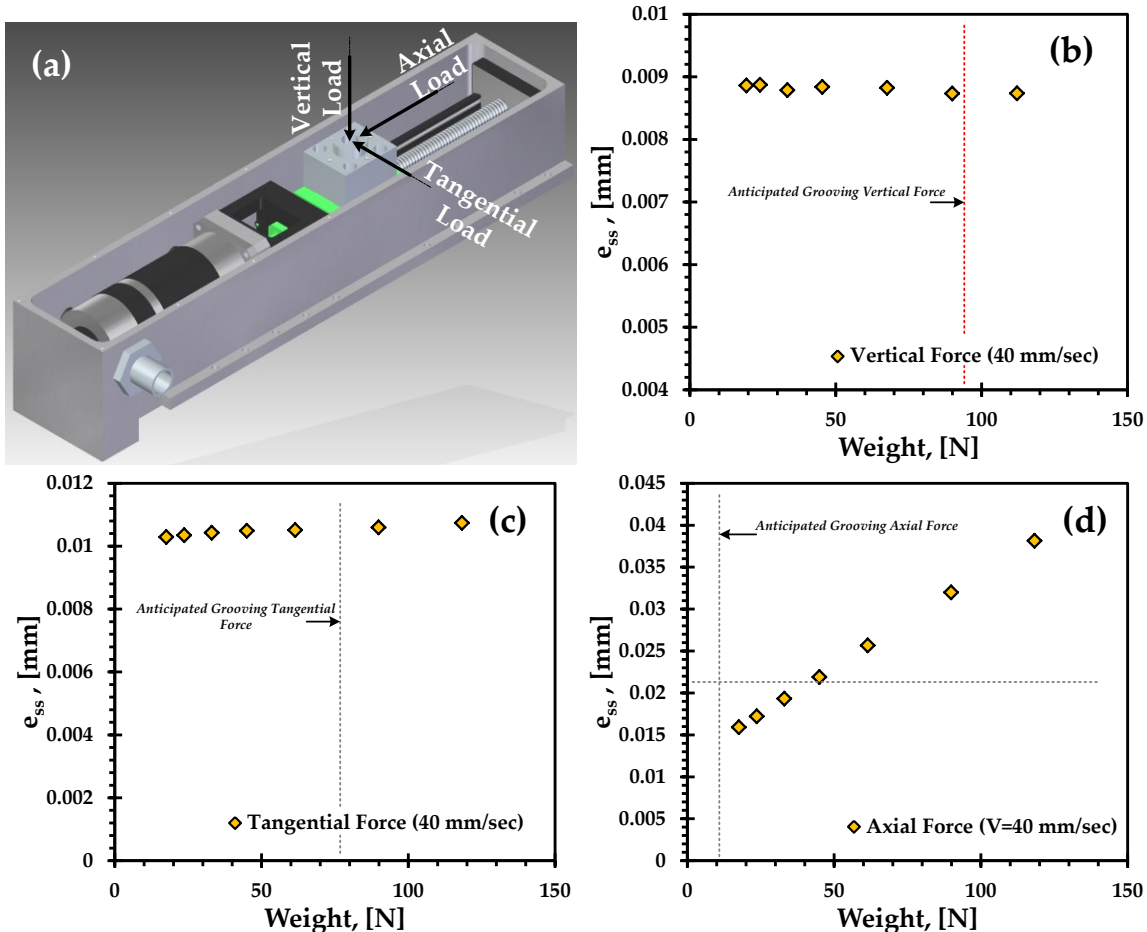 (a)
Vertical
Load
Axial
Load
Tangential
Load
(b)
0.01
0.009
0.008
0.007
0.006
0.005
0.004
e_ss , [mm]
Anticipated Grooving Vertical Force
Vertical Force (40 mm/sec)
0 50 100 150
Weight, [N]
(c)
0.012
0.01
0.008
0.006
0.004
0.002
0
e_ss , [mm]
Anticipated Grooving Tangential
Force
Tangential Force (40 mm/sec)
0 50 100 150
Weight, [N]
(d)
0.045
0.04
0.035
0.03
0.025
0.02
0.015
0.01
0.005
0
e_ss , [mm]
Anticipated Grooving Axial Force
Axial Force (V=40 mm/sec)
0 50 100 150
Weight, [N]